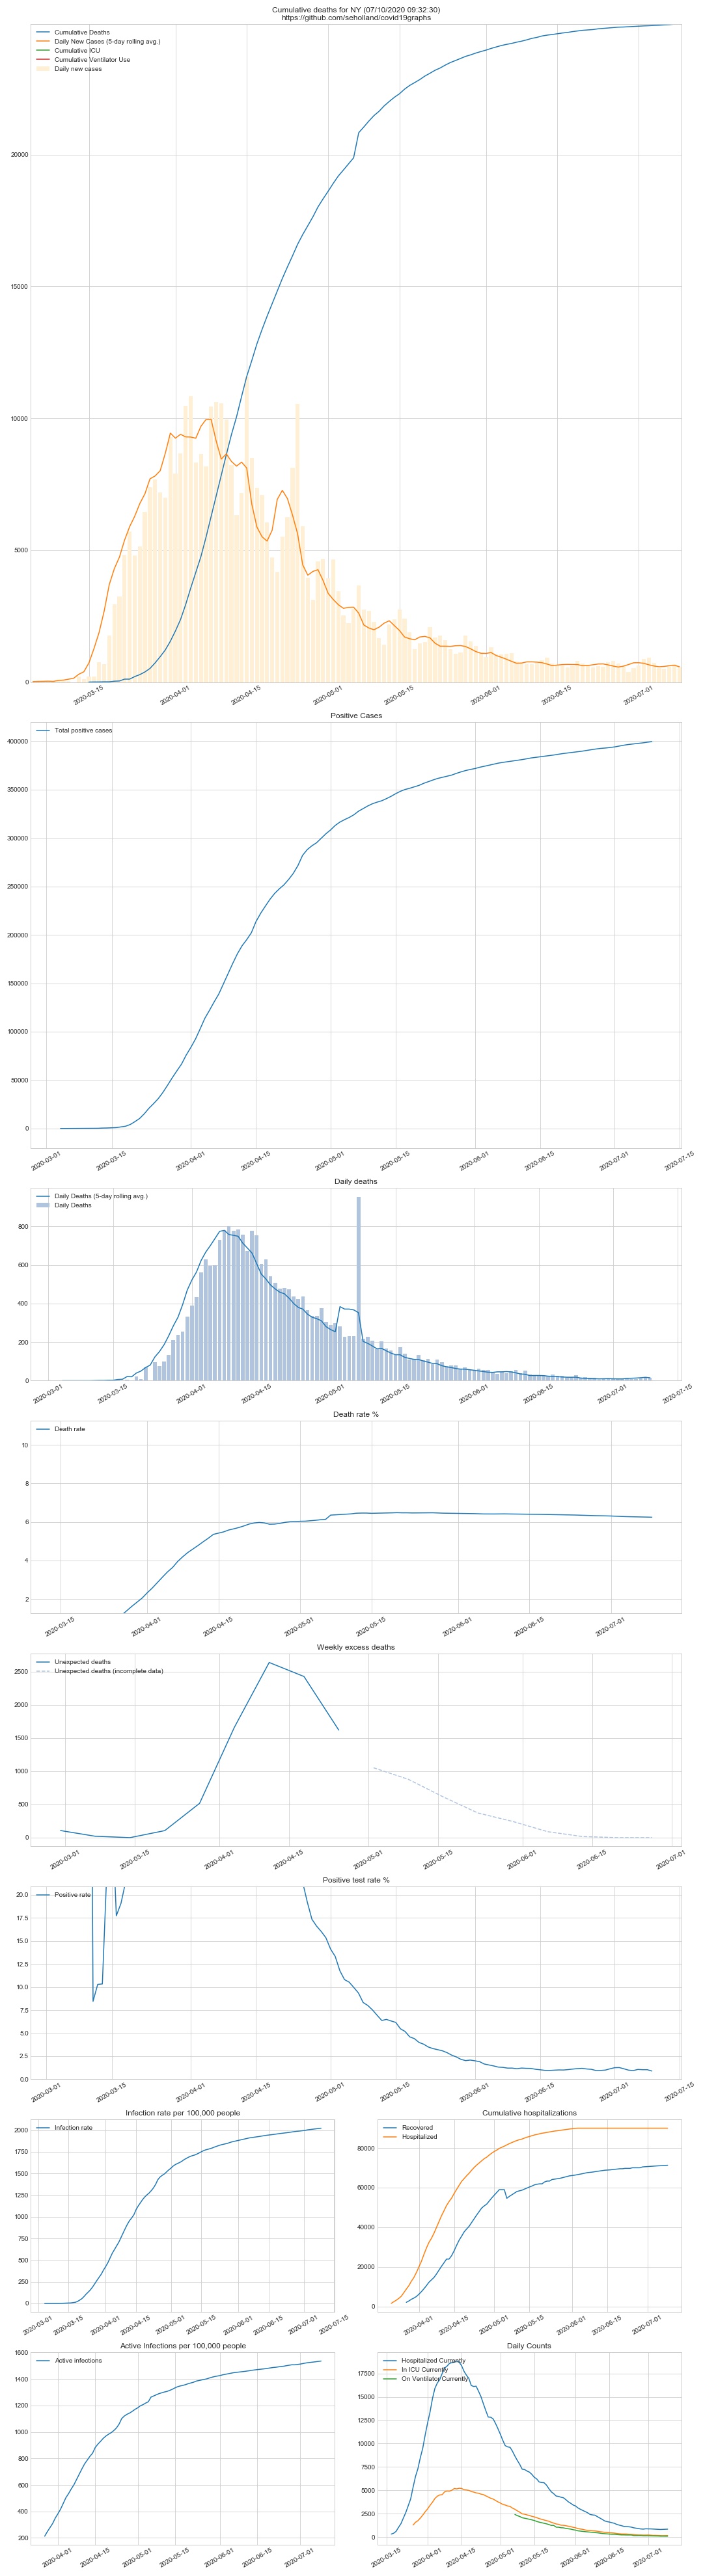 Cumulative deaths for NY (07/10/2020 09:32:30)
https://github.com/seholland/covid19graphs
Cumulative Deaths
Daily New Cases (5-day rolling avg.)
Cumulative ICU
Cumulative Ventilator Use
Daily new cases
20000
15000
10000
5000
0
2020-03-15 2020-04-01 2020-04-15 2020-05-01 2020-05-15 2020-06-01 2020-06-15 2020-07-01
Positive Cases
Total positive cases
400000
350000
300000
250000
200000
150000
100000
50000
0
2020-03-01 2020-03-15 2020-04-01 2020-04-15 2020-05-01 2020-05-15 2020-06-01 2020-06-15 2020-07-01 2020-07-15
Daily deaths
Daily Deaths (5-day rolling avg.)
Daily Deaths
800
600
400
200
0
2020-03-01 2020-03-15 2020-04-01 2020-04-15 2020-05-01 2020-05-15 2020-06-01 2020-06-15 2020-07-01 2020-07-15
Death rate %
Death rate
10
8
6
4
2
2020-03-15 2020-04-01 2020-04-15 2020-05-01 2020-05-15 2020-06-01 2020-06-15 2020-07-01
Weekly excess deaths
Unexpected deaths
Unexpected deaths (incomplete data)
2500
2000
1500
1000
500
0
2020-03-01 2020-03-15 2020-04-01 2020-04-15 2020-05-01 2020-05-15 2020-06-01 2020-06-15 2020-07-01
Positive test rate %
Positive rate
20.0
17.5
15.0
12.5
10.0
7.5
5.0
2.5
0.0
2020-03-01 2020-03-15 2020-04-01 2020-04-15 2020-05-01 2020-05-15 2020-06-01 2020-06-15 2020-07-01 2020-07-15
Infection rate per 100,000 people
Infection rate
2000
1750
1500
1250
1000
750
500
250
0
2020-03-01 2020-03-15 2020-04-01 2020-04-15 2020-05-01 2020-05-15 2020-06-01 2020-06-15 2020-07-01 2020-07-15
Cumulative hospitalizations
Recovered
Hospitalized
80000
60000
40000
20000
0
2020-04-01 2020-04-15 2020-05-01 2020-05-15 2020-06-01 2020-06-15 2020-07-01
Active Infections per 100,000 people
Active infections
1600
1400
1200
1000
800
600
400
200
2020-04-01 2020-04-15 2020-05-01 2020-05-15 2020-06-01 2020-06-15 2020-07-01
Daily Counts
Hospitalized Currently
In ICU Currently
On Ventilator Currently
17500
15000
12500
10000
7500
5000
2500
0
2020-03-15 2020-04-01 2020-04-15 2020-05-01 2020-05-15 2020-06-01 2020-06-15 2020-07-01